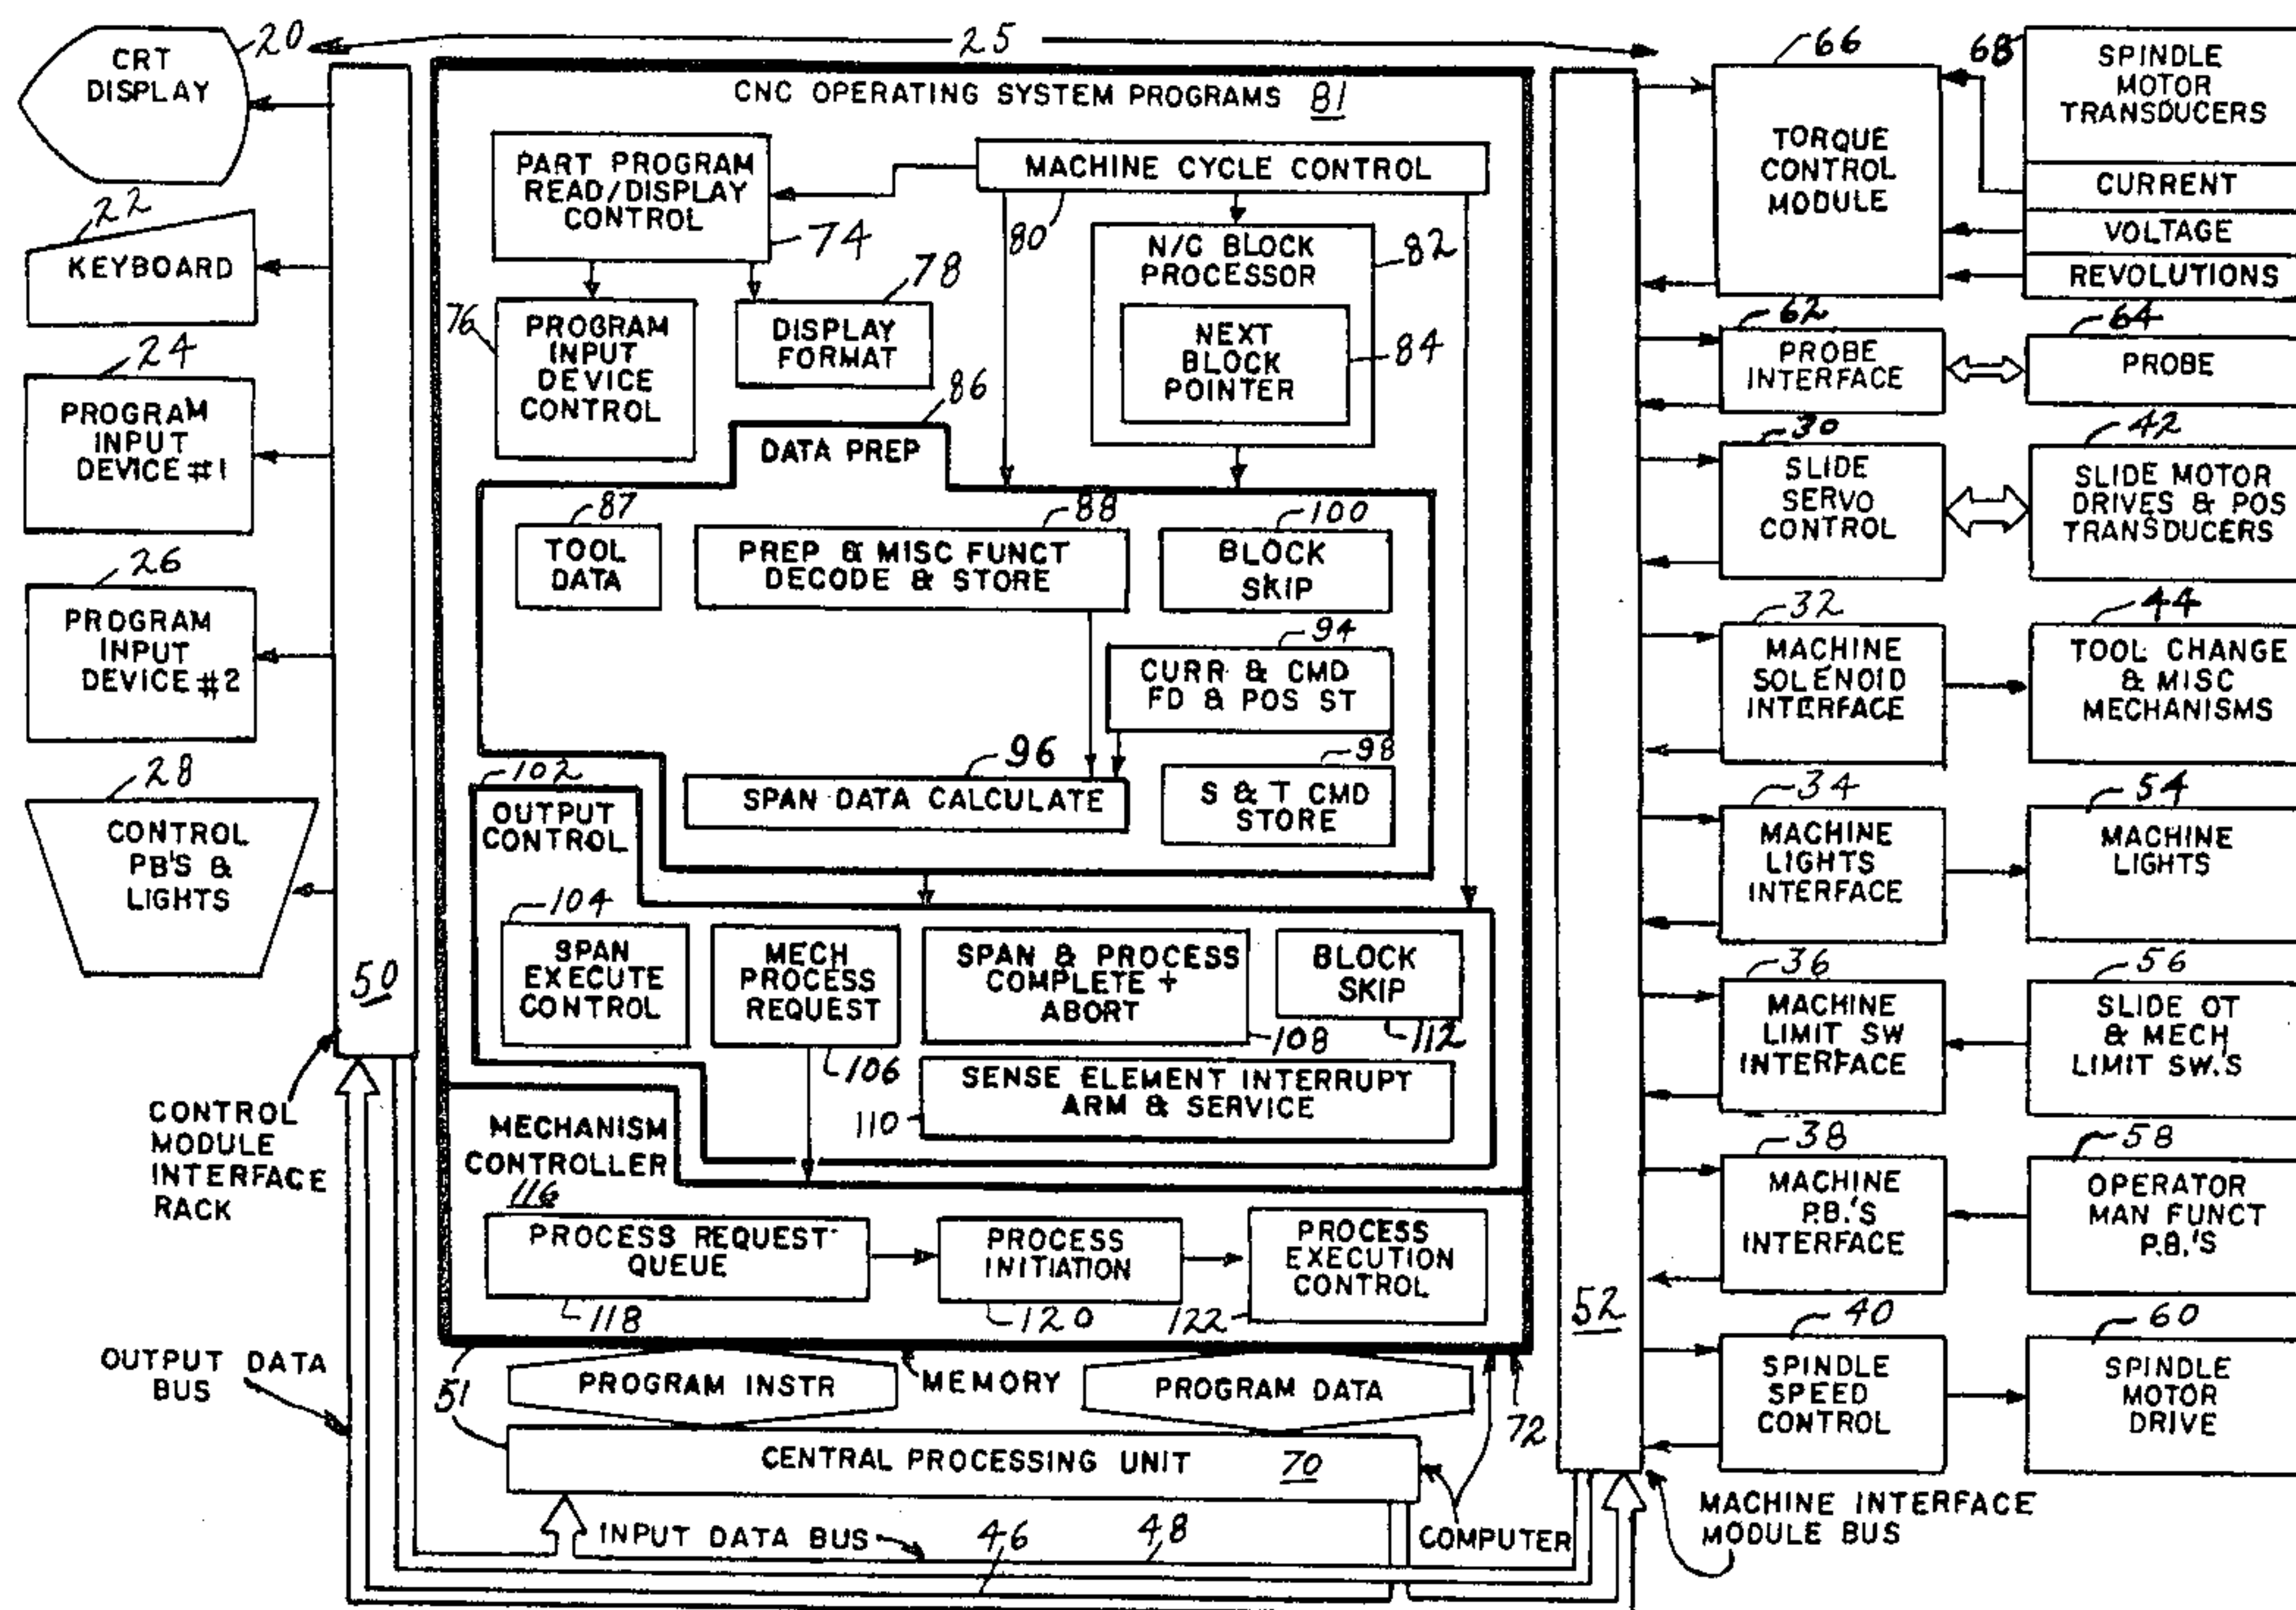 20
CRT
DISPLAY
22
KEYBOARD
24
PROGRAM
INPUT
DEVICE #1
26
PROGRAM
INPUT
DEVICE #2
28
CONTROL
PB'S &
LIGHTS
50
CONTROL
MODULE
INTERFACE
RACK
OUTPUT DATA
BUS
25
CNC OPERATING SYSTEM PROGRAMS 81
PART PROGRAM
READ/DISPLAY
CONTROL
74
MACHINE CYCLE CONTROL
80
76
PROGRAM
INPUT
DEVICE
CONTROL
78
DISPLAY
FORMAT
N/C BLOCK
PROCESSOR
82
NEXT
BLOCK
POINTER
84
86
DATA PREP
87
TOOL
DATA
88
PREP & MISC FUNCT
DECODE & STORE
100
BLOCK
SKIP
94
CURR & CMD
FD & POS ST
96
SPAN DATA CALCULATE
98
S & T CMD
STORE
102
OUTPUT
CONTROL
104
SPAN
EXECUTE
CONTROL
MECH
PROCESS
REQUEST
106
SPAN & PROCESS
COMPLETE +
ABORT
108
BLOCK
SKIP
112
SENSE ELEMENT INTERRUPT
ARM & SERVICE
110
MECHANISM
CONTROLLER
116
PROCESS REQUEST
QUEUE
118
PROCESS
INITIATION
120
PROCESS
EXECUTION
CONTROL
122
51
PROGRAM INSTR
MEMORY
PROGRAM DATA
72
CENTRAL PROCESSING UNIT 70
COMPUTER
INPUT DATA BUS
46
48
52
MACHINE INTERFACE
MODULE BUS
66
TORQUE
CONTROL
MODULE
68
SPINDLE
MOTOR
TRANSDUCERS
CURRENT
VOLTAGE
REVOLUTIONS
62
PROBE
INTERFACE
64
PROBE
30
SLIDE
SERVO
CONTROL
42
SLIDE MOTOR
DRIVES & POS
TRANSDUCERS
32
MACHINE
SOLENOID
INTERFACE
44
TOOL CHANGE
& MISC
MECHANISMS
34
MACHINE
LIGHTS
INTERFACE
54
MACHINE
LIGHTS
36
MACHINE
LIMIT SW
INTERFACE
56
SLIDE OT
& MECH
LIMIT SW.'S
38
MACHINE
P.B.'S
INTERFACE
58
OPERATOR
MAN FUNCT
P.B.'S
40
SPINDLE
SPEED
CONTROL
60
SPINDLE
MOTOR
DRIVE